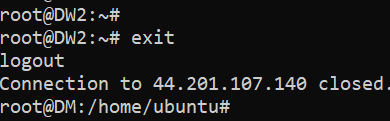 root@DW2:~#
root@DW2:~# exit
logout
Connection to 44.201.107.140 closed.
root@DM:/home/ubuntu#